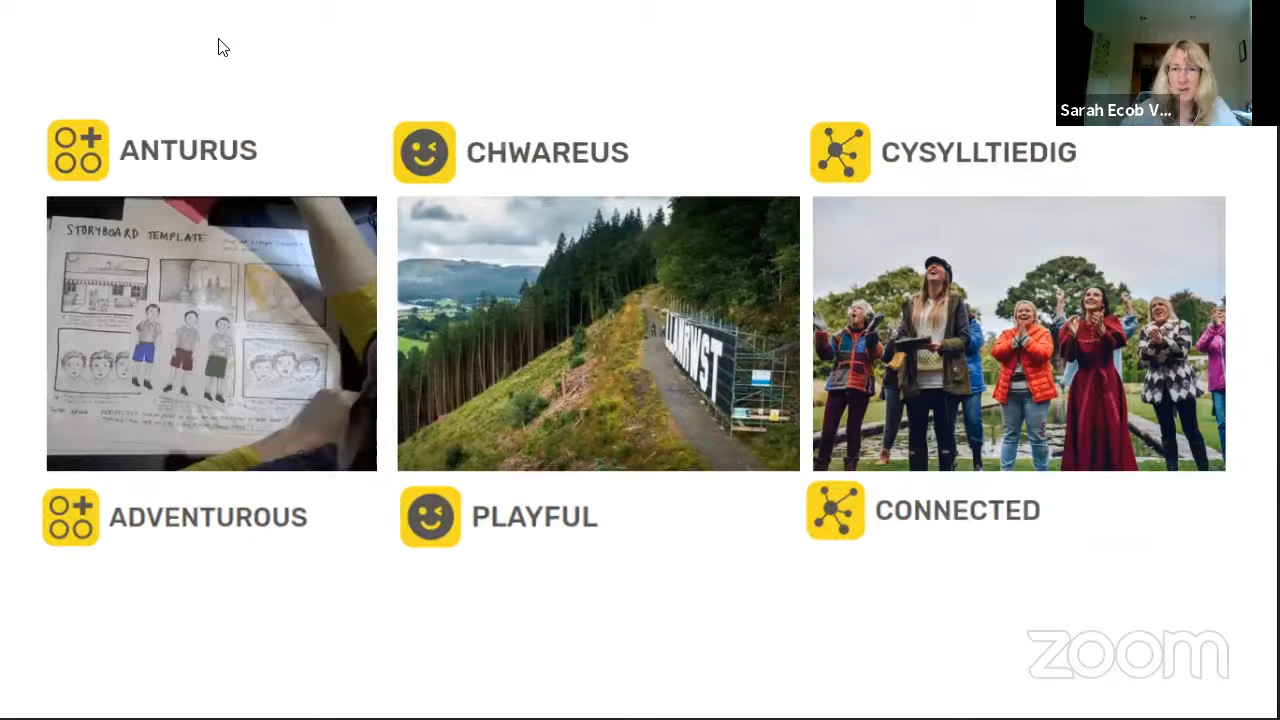 Sarah Ecob V...
ANTURUS
CHWAREUS
CYSYLLTIEDIG
STORYBOARD TEMPLATE
LLANRWST
ADVENTUROUS
PLAYFUL
CONNECTED
zoom